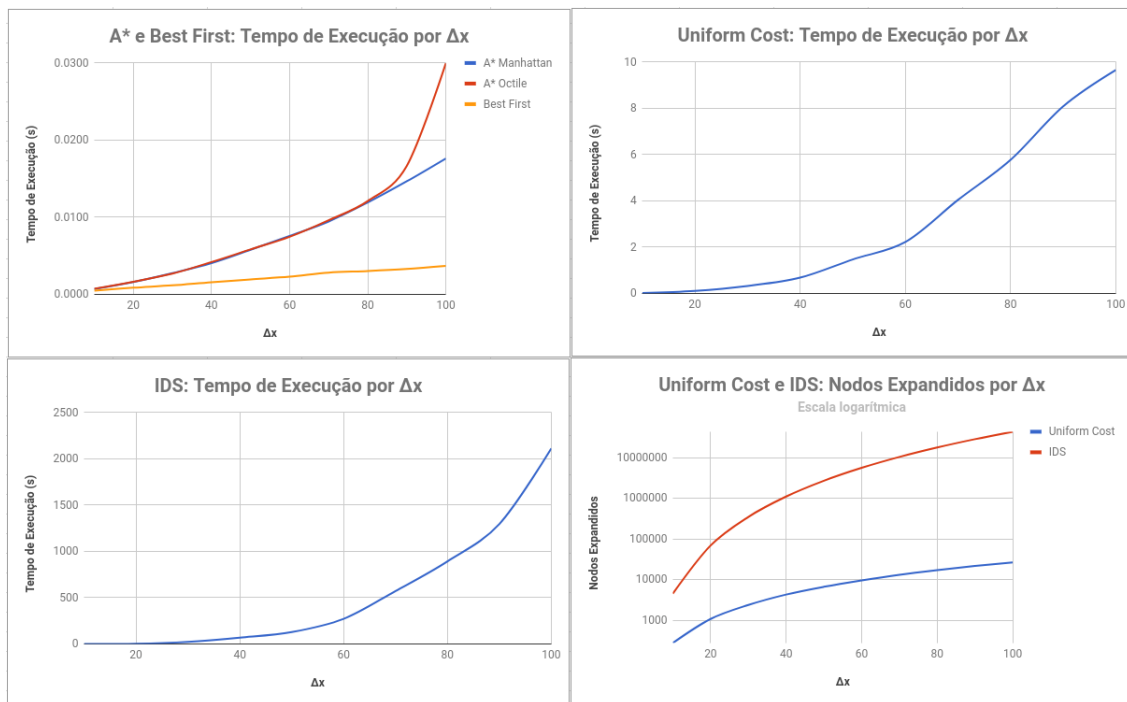 A* e Best First: Tempo de Execução por Δx
A* Manhattan
A* Octile
Best First
Tempo de Execução (s)
0.0300
0.0200
0.0100
0.0000
20
40
60
80
100
Δx
Uniform Cost: Tempo de Execução por Δx
Tempo de Execução (s)
10
8
6
4
2
0
20
40
60
80
100
Δx
IDS: Tempo de Execução por Δx
Tempo de Execução (s)
2500
2000
1500
1000
500
0
20
40
60
80
100
Δx
Uniform Cost e IDS: Nodos Expandidos por Δx
Escala logarítmica
Uniform Cost
IDS
Nodos Expandidos
10000000
1000000
100000
10000
1000
20
40
60
80
100
Δx